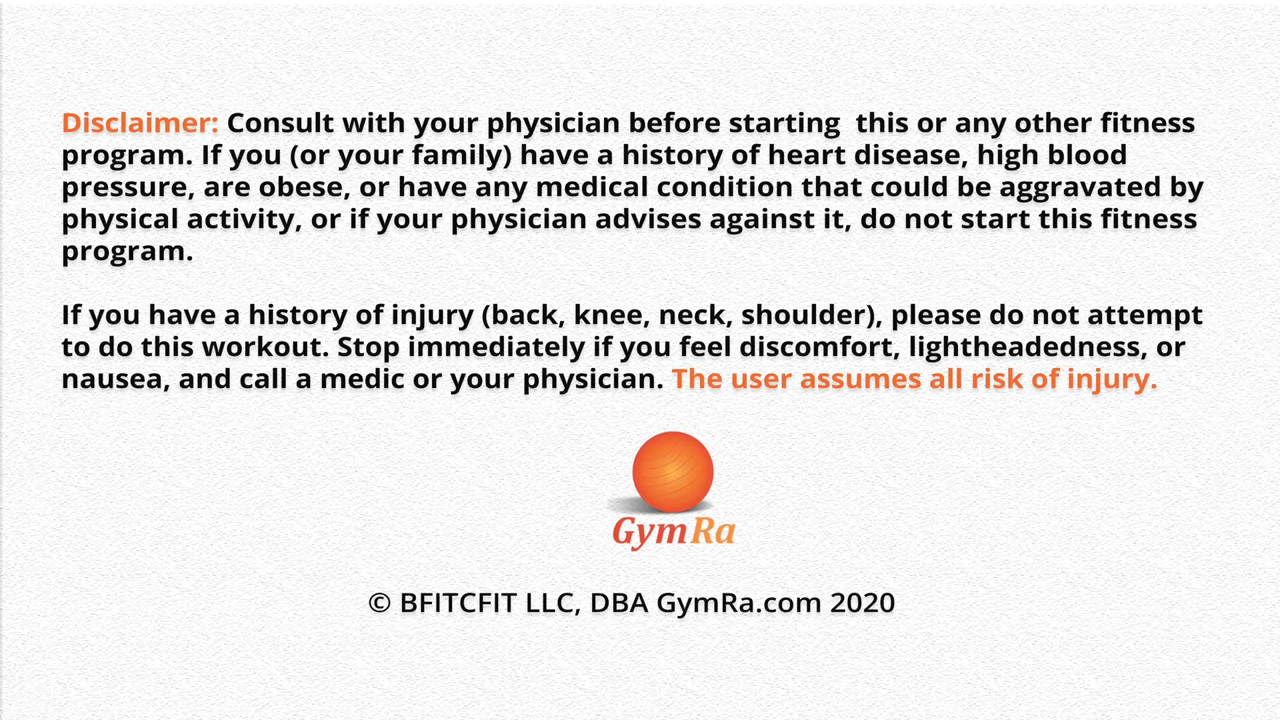 Disclaimer: Consult with your physician before starting  this or any other fitness
program. If you (or your family) have a history of heart disease, high blood
pressure, are obese, or have any medical condition that could be aggravated by
physical activity, or if your physician advises against it, do not start this fitness
program.
If you have a history of injury (back, knee, neck, shoulder), please do not attempt
to do this workout. Stop immediately if you feel discomfort, lightheadedness, or
nausea, and call a medic or your physician. The user assumes all risk of injury.
GymRa
© BFITCFIT LLC, DBA GymRa.com 2020